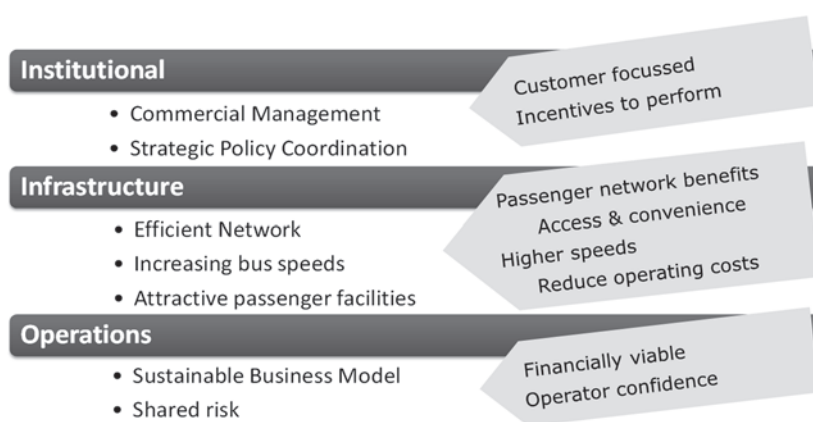 Institutional
Customer focussed
Incentives to perform
• Commercial Management
• Strategic Policy Coordination
Infrastructure
Passenger network benefits
Access & convenience
Higher speeds
Reduce operating costs
• Efficient Network
• Increasing bus speeds
• Attractive passenger facilities
Operations
Financially viable
Operator confidence
• Sustainable Business Model
• Shared risk